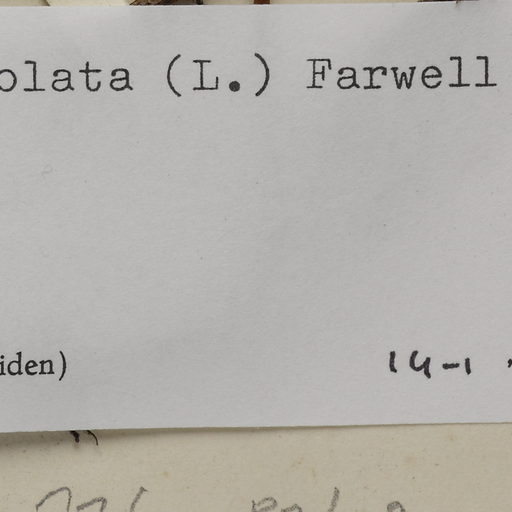 olata (L.) Farwell
iden) 14-1